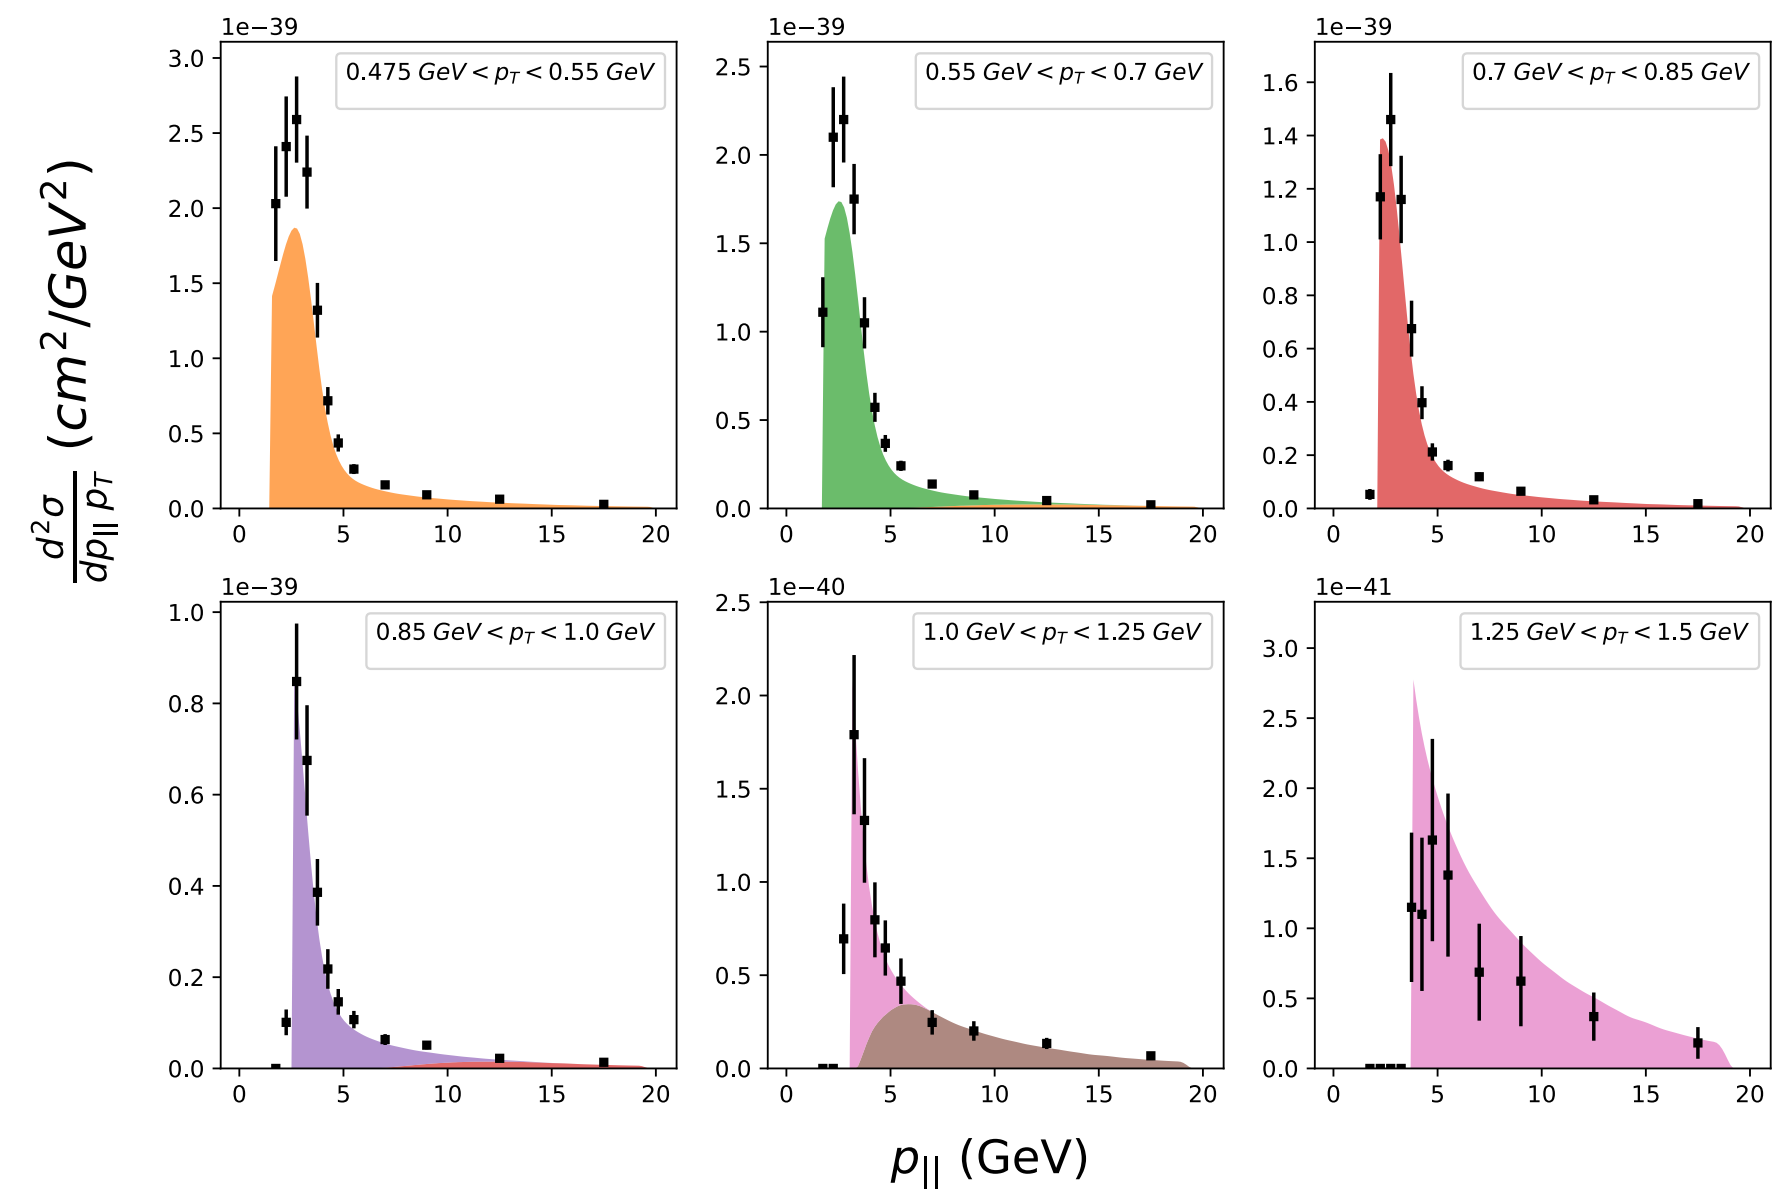 1e−39
0.475 GeV < p_T < 0.55 GeV
3.0
2.5
2.0
1.5
1.0
0.5
0.0
0 5 10 15 20
1e−39
0.55 GeV < p_T < 0.7 GeV
2.5
2.0
1.5
1.0
0.5
0.0
0 5 10 15 20
1e−39
0.7 GeV < p_T < 0.85 GeV
1.6
1.4
1.2
1.0
0.8
0.6
0.4
0.2
0.0
0 5 10 15 20
d²σ
dp_|| p_T
(cm²/GeV²)
1e−39
0.85 GeV < p_T < 1.0 GeV
1.0
0.8
0.6
0.4
0.2
0.0
0 5 10 15 20
1e−40
1.0 GeV < p_T < 1.25 GeV
2.5
2.0
1.5
1.0
0.5
0.0
0 5 10 15 20
1e−41
1.25 GeV < p_T < 1.5 GeV
3.0
2.5
2.0
1.5
1.0
0.5
0.0
0 5 10 15 20
p_|| (GeV)